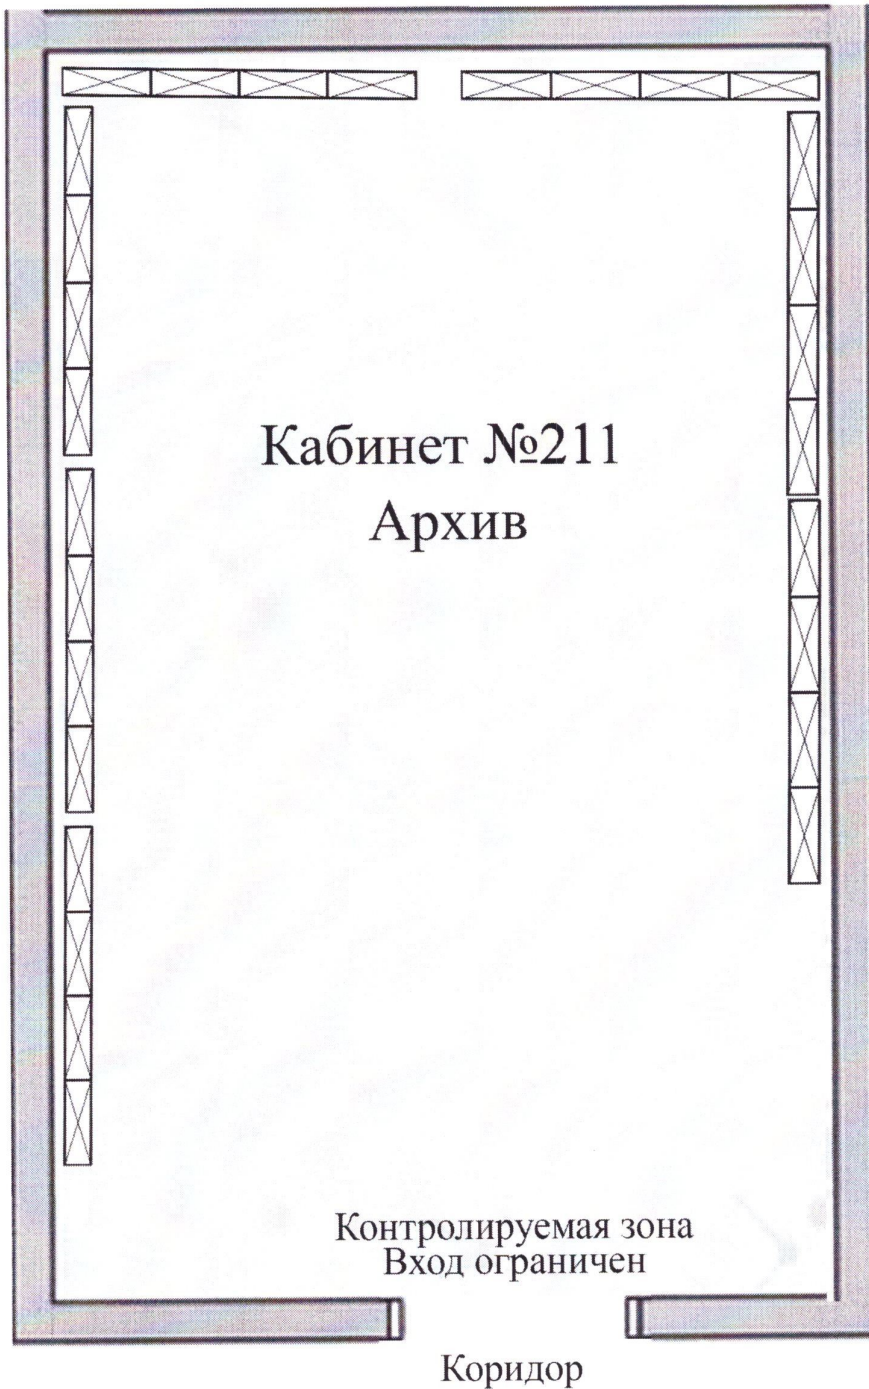 Кабинет №211
Архив
Контролируемая зона
Вход ограничен
Коридор